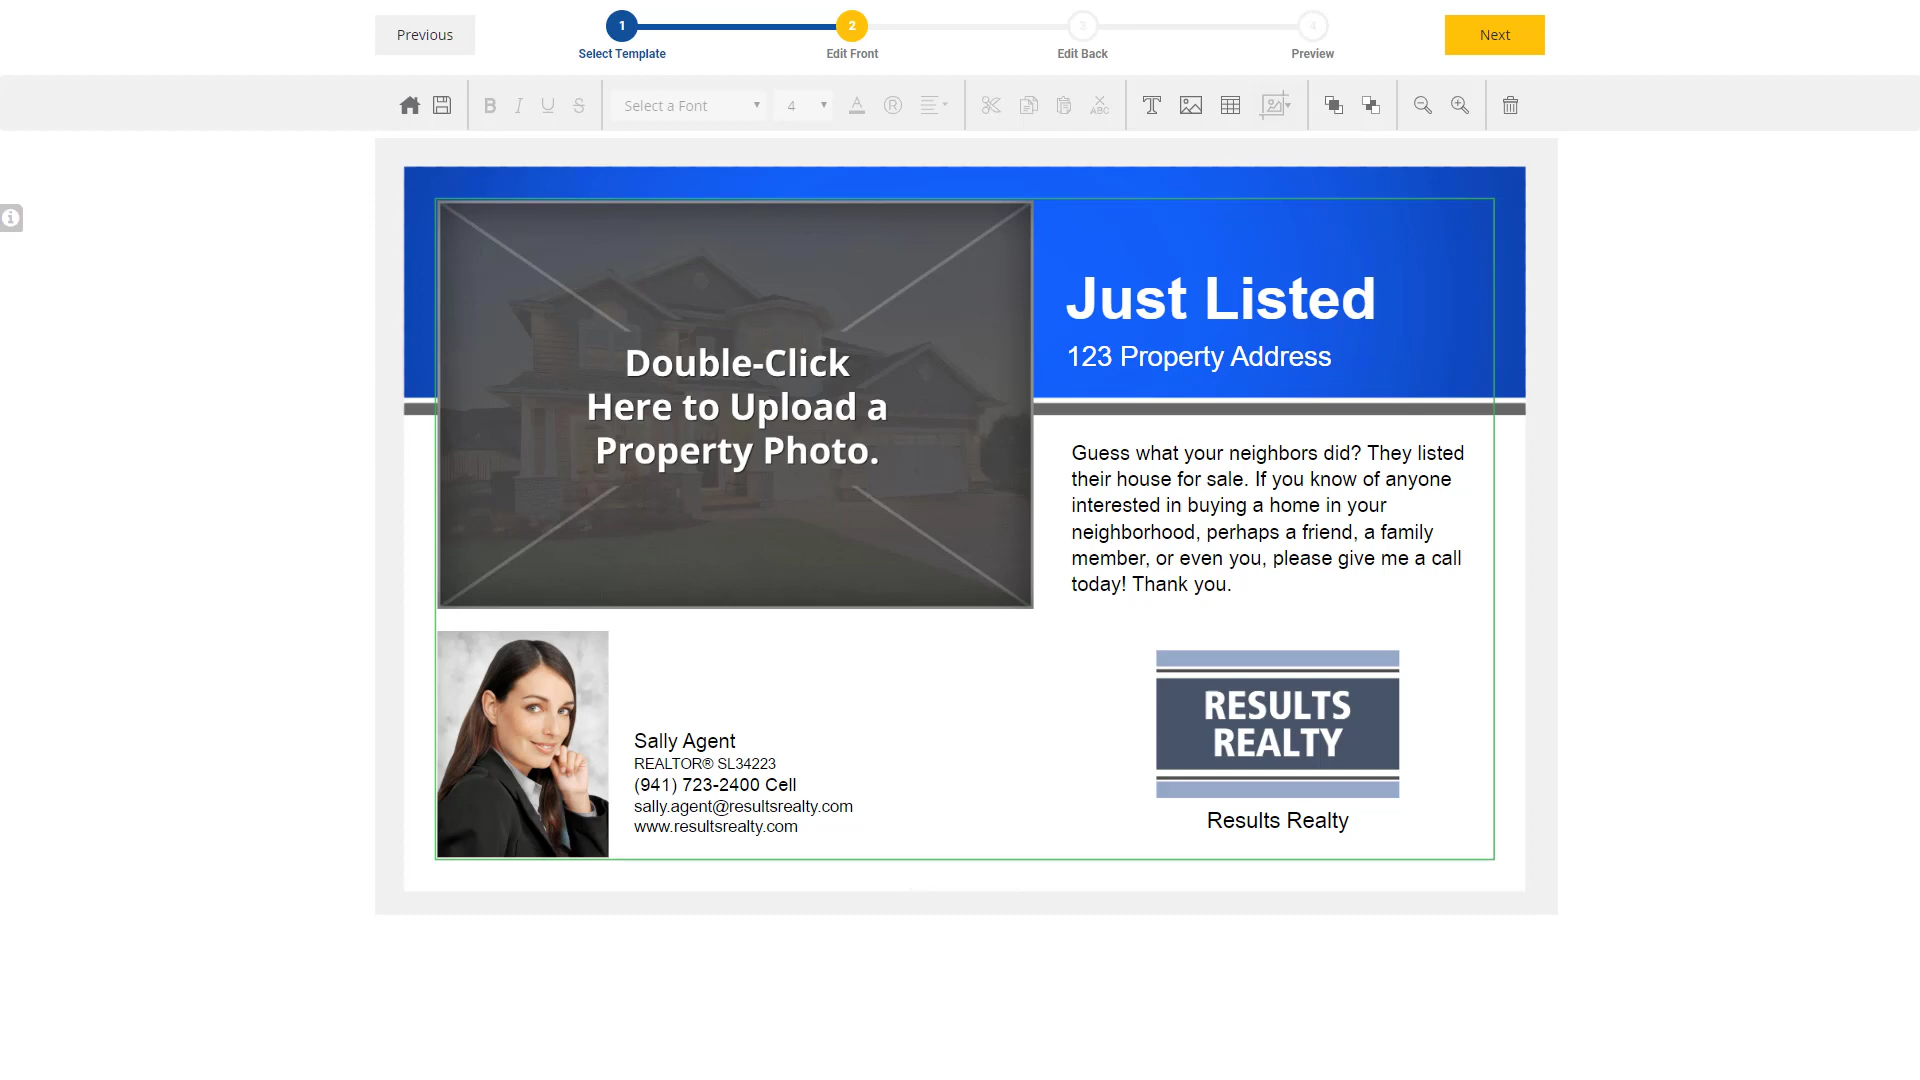 Previous
1
2
3
4
Next
Select Template
Edit Front
Edit Back
Preview
B I U S
Select a Font
4
A
R
ABC
T
Double-Click
Here to Upload a
Property Photo.
Just Listed
123 Property Address
Guess what your neighbors did? They listed
their house for sale. If you know of anyone
interested in buying a home in your
neighborhood, perhaps a friend, a family
member, or even you, please give me a call
today! Thank you.
Sally Agent
REALTOR® SL34223
(941) 723-2400 Cell
sally.agent@resultsrealty.com
www.resultsrealty.com
RESULTS
REALTY
Results Realty